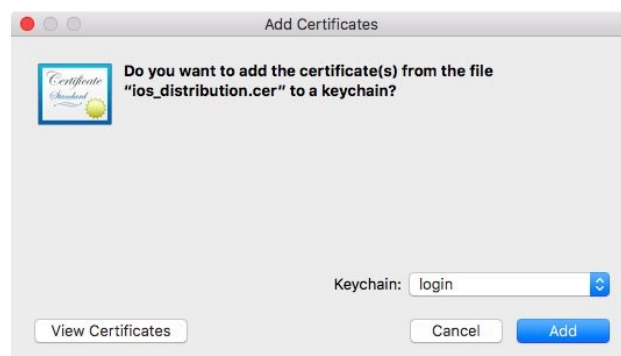 Add Certificates
Certificate
Standard
Do you want to add the certificate(s) from the file
“ios_distribution.cer” to a keychain?
Keychain: login
View Certificates Cancel Add